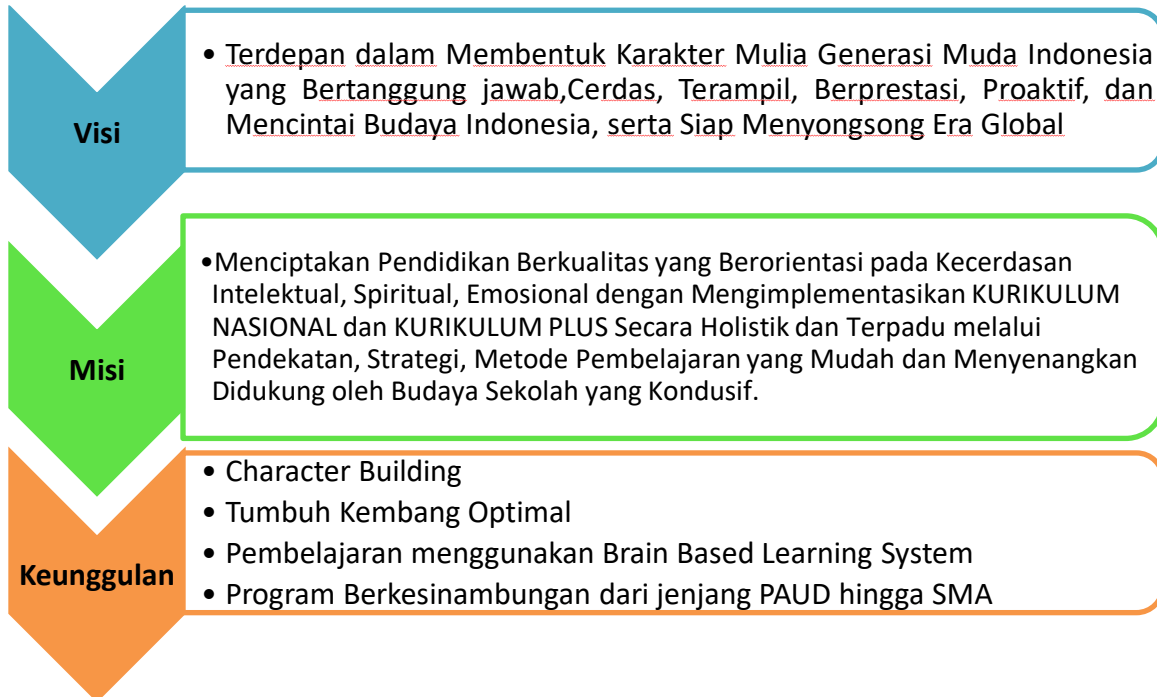 Visi
• Terdepan dalam Membentuk Karakter Mulia Generasi Muda Indonesia
yang Bertanggung jawab,Cerdas, Terampil, Berprestasi, Proaktif, dan
Mencintai Budaya Indonesia, serta Siap Menyongsong Era Global
Misi
•Menciptakan Pendidikan Berkualitas yang Berorientasi pada Kecerdasan
Intelektual, Spiritual, Emosional dengan Mengimplementasikan KURIKULUM
NASIONAL dan KURIKULUM PLUS Secara Holistik dan Terpadu melalui
Pendekatan, Strategi, Metode Pembelajaran yang Mudah dan Menyenangkan
Didukung oleh Budaya Sekolah yang Kondusif.
Keunggulan
• Character Building
• Tumbuh Kembang Optimal
• Pembelajaran menggunakan Brain Based Learning System
• Program Berkesinambungan dari jenjang PAUD hingga SMA